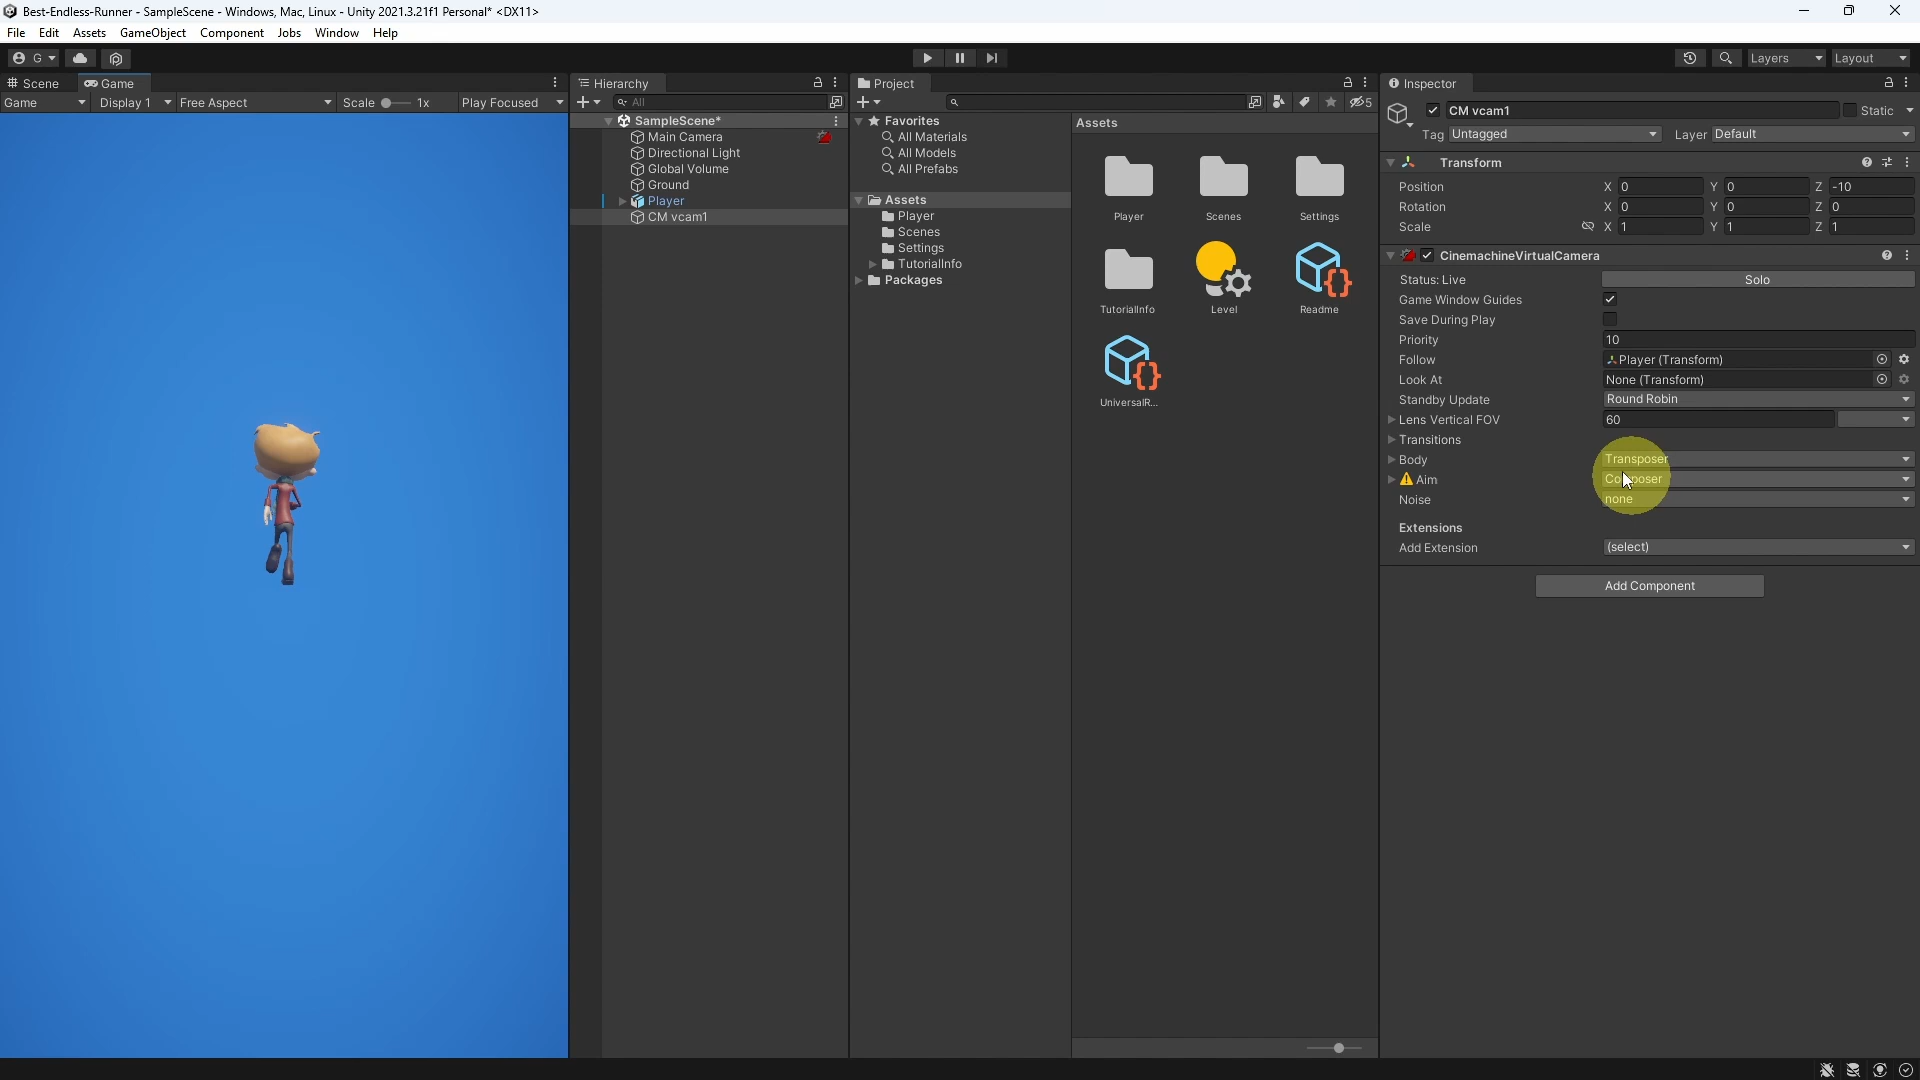 Best-Endless-Runner - SampleScene - Windows, Mac, Linux - Unity 2021.3.21f1 Personal* <DX11>
File Edit Assets GameObject Component Jobs Window Help
G Layers Layout
Scene Game
Game Display 1 Free Aspect Scale 1x Play Focused
Hierarchy
All
SampleScene*
Main Camera
Directional Light
Global Volume
Ground
Player
CM vcam1
Project
5
Favorites
All Materials
All Models
All Prefabs
Assets
Player
Scenes
Settings
TutorialInfo
Packages
Assets
Player Scenes Settings
TutorialInfo Level Readme
UniversalR...
Inspector
CM vcam1 Static
Tag Untagged Layer Default
Transform
Position X 0 Y 0 Z -10
Rotation X 0 Y 0 Z 0
Scale X 1 Y 1 Z 1
CinemachineVirtualCamera
Status: Live Solo
Game Window Guides
Save During Play
Priority 10
Follow Player (Transform)
Look At None (Transform)
Standby Update Round Robin
Lens Vertical FOV 60
Transitions
Body Transposer
Aim Composer
Noise none
Extensions
Add Extension (select)
Add Component